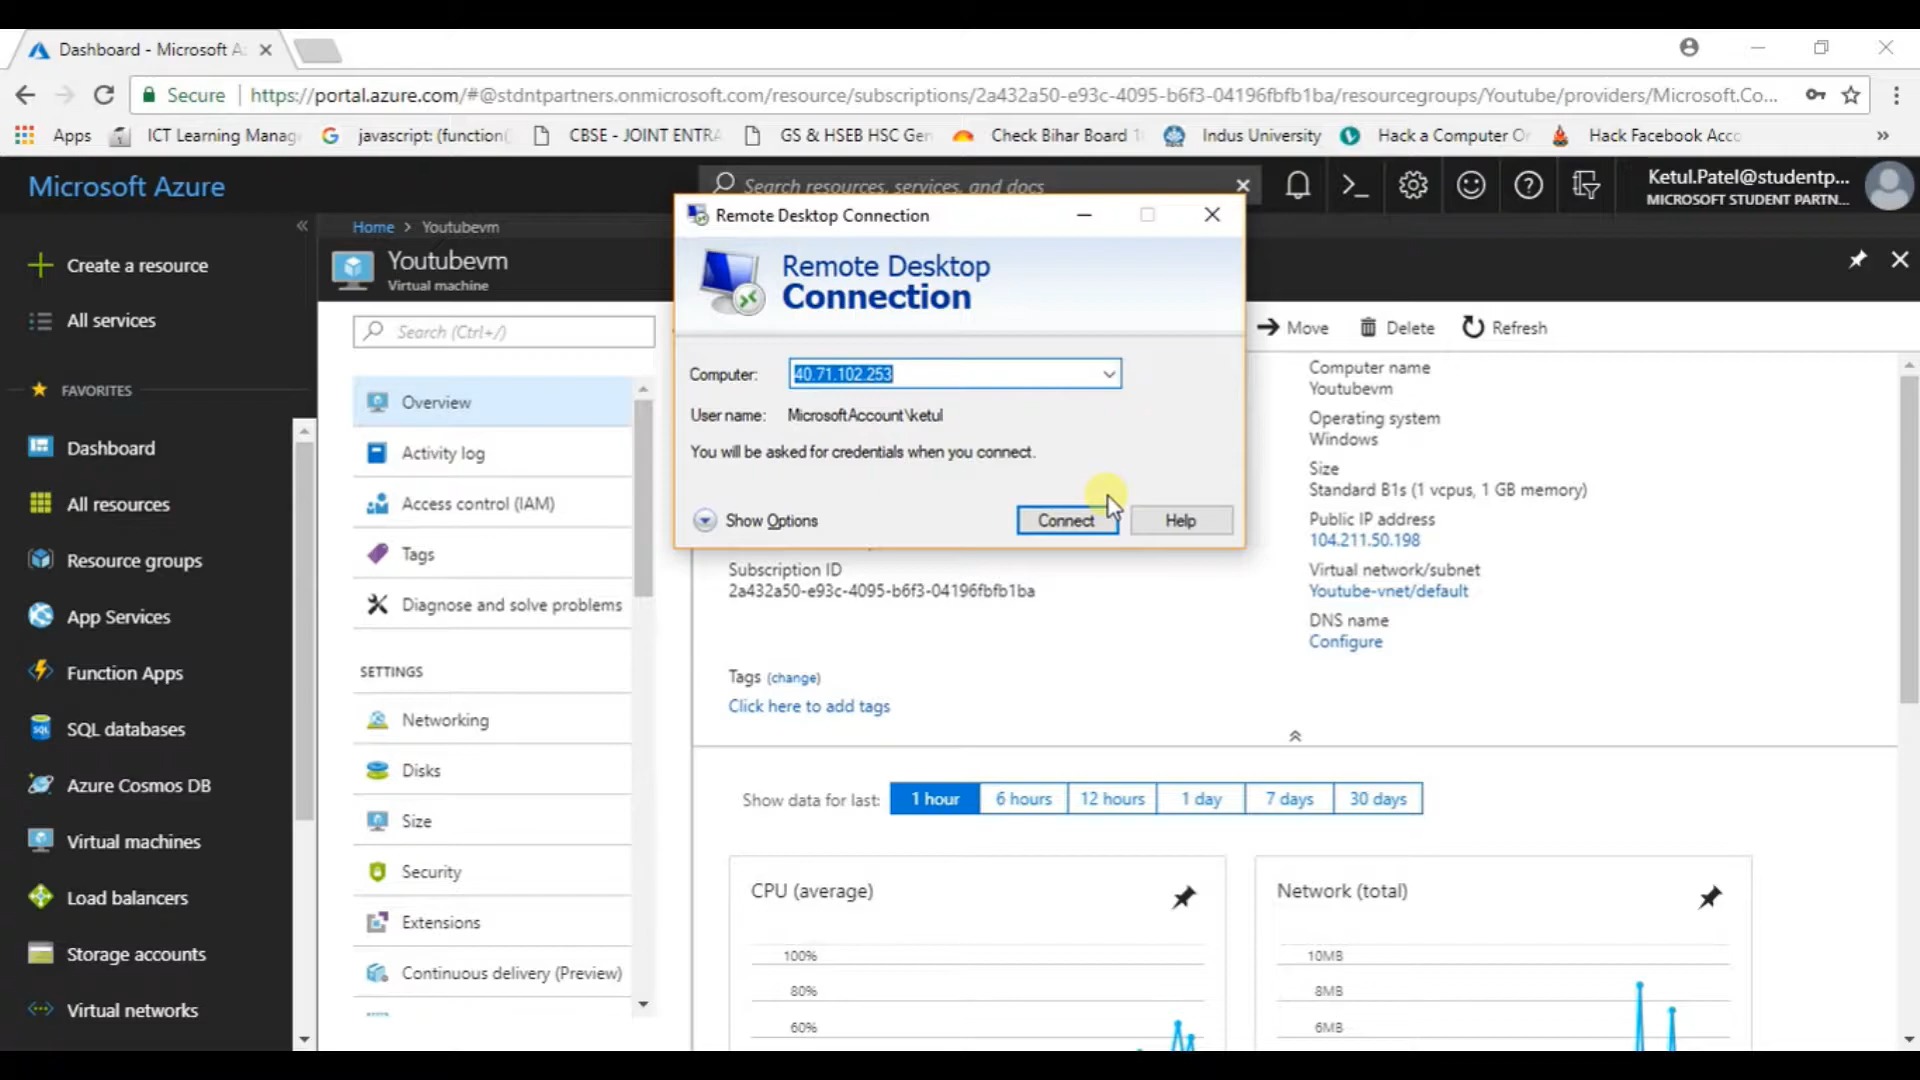 Dashboard - Microsoft A
Secure
https://portal.azure.com/#@stdntpartners.onmicrosoft.com/resource/subscriptions/2a432a50-e93c-4095-b6f3-04196fbfb1ba/resourcegroups/Youtube/providers/Microsoft.Co...
Apps
ICT Learning Manag
javascript: (function(
CBSE - JOINT ENTRA
GS & HSEB HSC Gen
Check Bihar Board 1
Indus University
Hack a Computer Or
Hack Facebook Acco
»
Microsoft Azure
Search resources, services, and docs
Ketul.Patel@studentp...
MICROSOFT STUDENT PARTN...
Create a resource
All services
FAVORITES
Dashboard
All resources
Resource groups
App Services
Function Apps
SQL databases
Azure Cosmos DB
Virtual machines
Load balancers
Storage accounts
Virtual networks
Home > Youtubevm
Youtubevm
Virtual machine
Search (Ctrl+/)
Overview
Activity log
Access control (IAM)
Tags
Diagnose and solve problems
SETTINGS
Networking
Disks
Size
Security
Extensions
Continuous delivery (Preview)
Remote Desktop Connection
Remote Desktop
Connection
Computer:
40.71.102.253
User name:
MicrosoftAccount\ketul
You will be asked for credentials when you connect.
Show Options
Connect
Help
Move
Delete
Refresh
Computer name
Youtubevm
Operating system
Windows
Size
Standard B1s (1 vcpus, 1 GB memory)
Public IP address
104.211.50.198
Virtual network/subnet
Youtube-vnet/default
DNS name
Configure
Subscription ID
2a432a50-e93c-4095-b6f3-04196fbfb1ba
Tags (change)
Click here to add tags
Show data for last:
1 hour
6 hours
12 hours
1 day
7 days
30 days
CPU (average)
100%
80%
60%
Network (total)
10MB
8MB
6MB